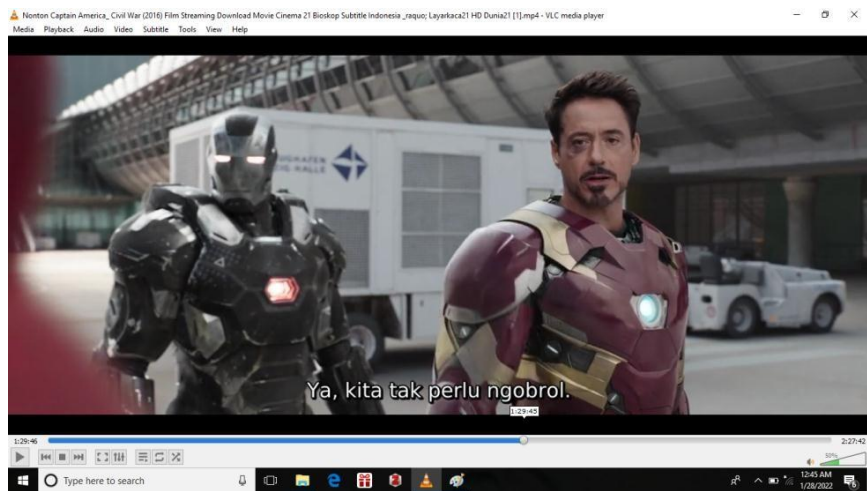 Nonton Captain America_ Civil War (2016) Film Streaming Download Movie Cinema 21 Bioskop Subtitle Indonesia _raquo; Layarkaca21 HD Dunia21 [1].mp4 - VLC media player
Media Playback Audio Video Subtitle Tools View Help
Ya, kita tak perlu ngobrol.
1:29:45
1:29:46 2:27:42
50%
Type here to search
12:45 AM
1/28/2022